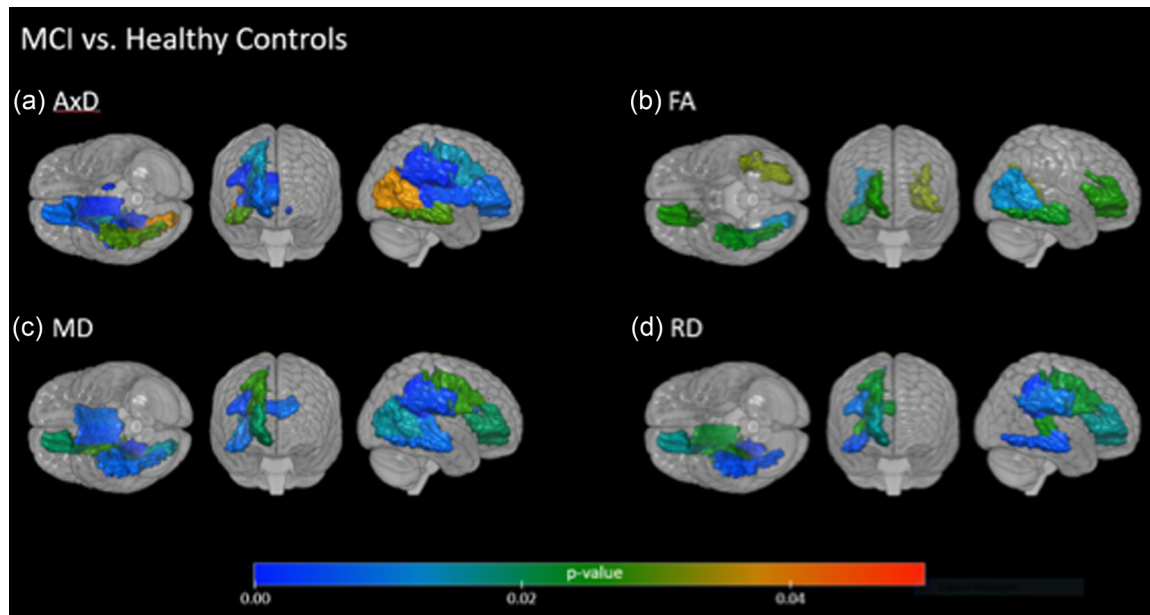 MCI vs. Healthy Controls
(a) AxD
(b) FA
(c) MD
(d) RD
p-value
0.00 0.02 0.04